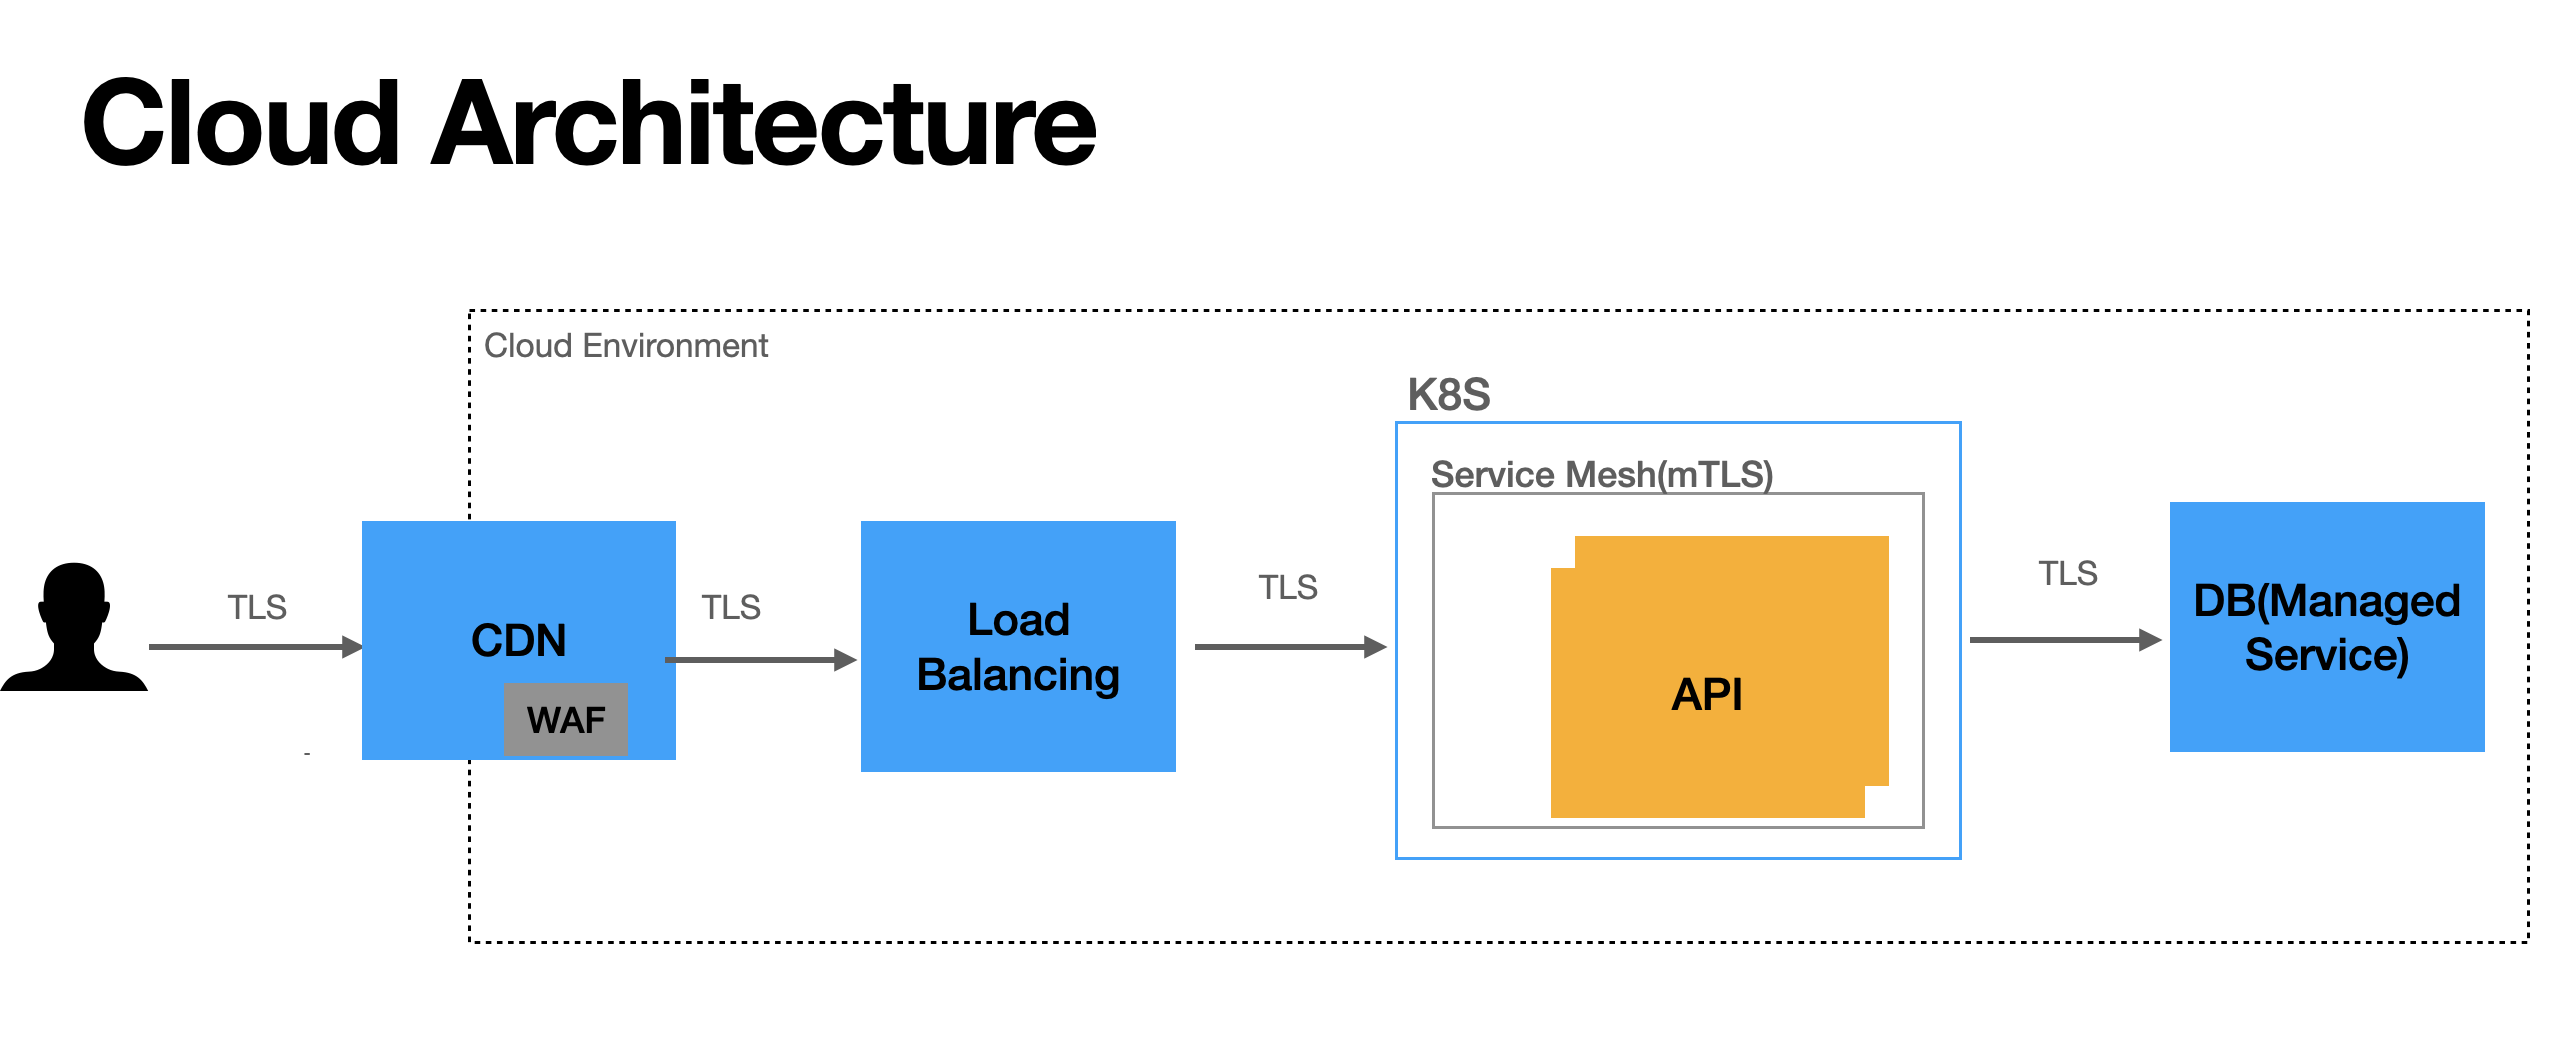 Cloud Architecture
Cloud Environment
K8S
Service Mesh(mTLS)
TLS
CDN
WAF
TLS
Load
Balancing
TLS
API
TLS
DB(Managed
Service)
-